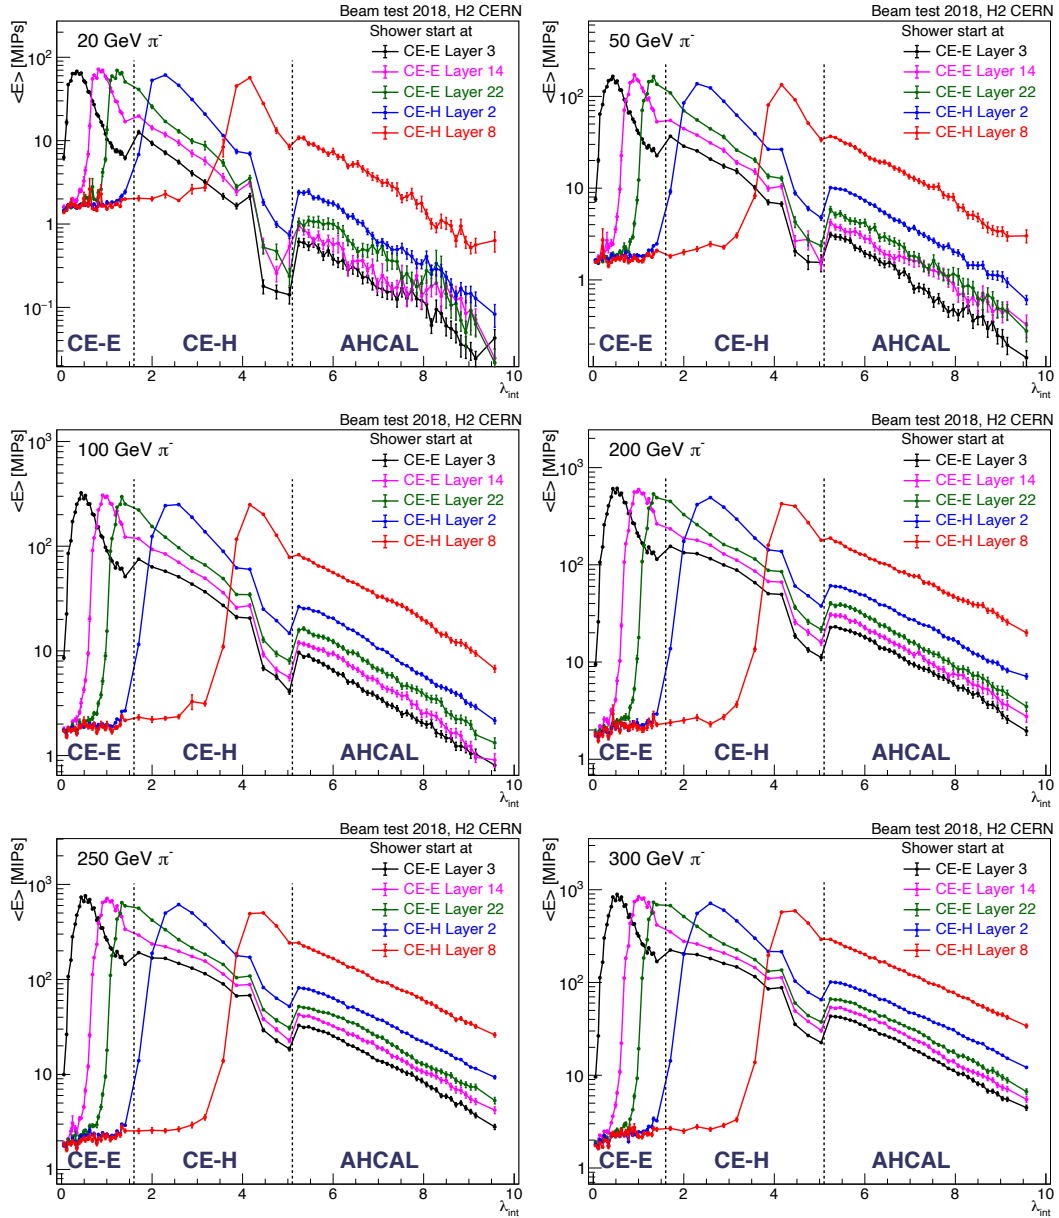 Beam test 2018, H2 CERN
20 GeV π⁻
Shower start at
CE-E Layer 3
CE-E Layer 14
CE-E Layer 22
CE-H Layer 2
CE-H Layer 8
<E> [MIPs]
10²
10
1
10⁻¹
CE-E CE-H AHCAL
0 2 4 6 8 10
λint
Beam test 2018, H2 CERN
50 GeV π⁻
Shower start at
CE-E Layer 3
CE-E Layer 14
CE-E Layer 22
CE-H Layer 2
CE-H Layer 8
<E> [MIPs]
10²
10
1
CE-E CE-H AHCAL
0 2 4 6 8 10
λint
Beam test 2018, H2 CERN
100 GeV π⁻
Shower start at
CE-E Layer 3
CE-E Layer 14
CE-E Layer 22
CE-H Layer 2
CE-H Layer 8
<E> [MIPs]
10³
10²
10
1
CE-E CE-H AHCAL
0 2 4 6 8 10
λint
Beam test 2018, H2 CERN
200 GeV π⁻
Shower start at
CE-E Layer 3
CE-E Layer 14
CE-E Layer 22
CE-H Layer 2
CE-H Layer 8
<E> [MIPs]
10³
10²
10
1
CE-E CE-H AHCAL
0 2 4 6 8 10
λint
Beam test 2018, H2 CERN
250 GeV π⁻
Shower start at
CE-E Layer 3
CE-E Layer 14
CE-E Layer 22
CE-H Layer 2
CE-H Layer 8
<E> [MIPs]
10³
10²
10
1
CE-E CE-H AHCAL
0 2 4 6 8 10
λint
Beam test 2018, H2 CERN
300 GeV π⁻
Shower start at
CE-E Layer 3
CE-E Layer 14
CE-E Layer 22
CE-H Layer 2
CE-H Layer 8
<E> [MIPs]
10³
10²
10
1
CE-E CE-H AHCAL
0 2 4 6 8 10
λint